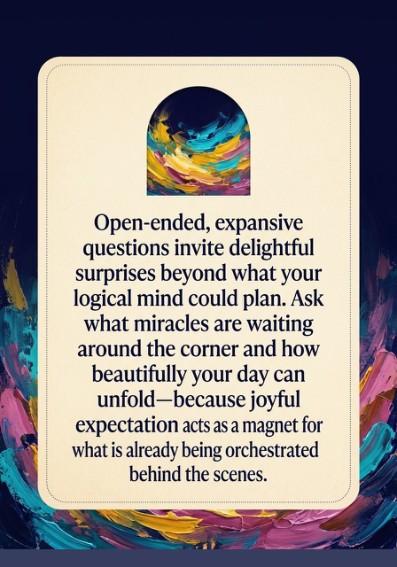 Open-ended, expansive
questions invite delightful
surprises beyond what your
logical mind could plan. Ask
what miracles are waiting
around the corner and how
beautifully your day can
unfold—because joyful
expectation acts as a magnet for
what is already being orchestrated
behind the scenes.